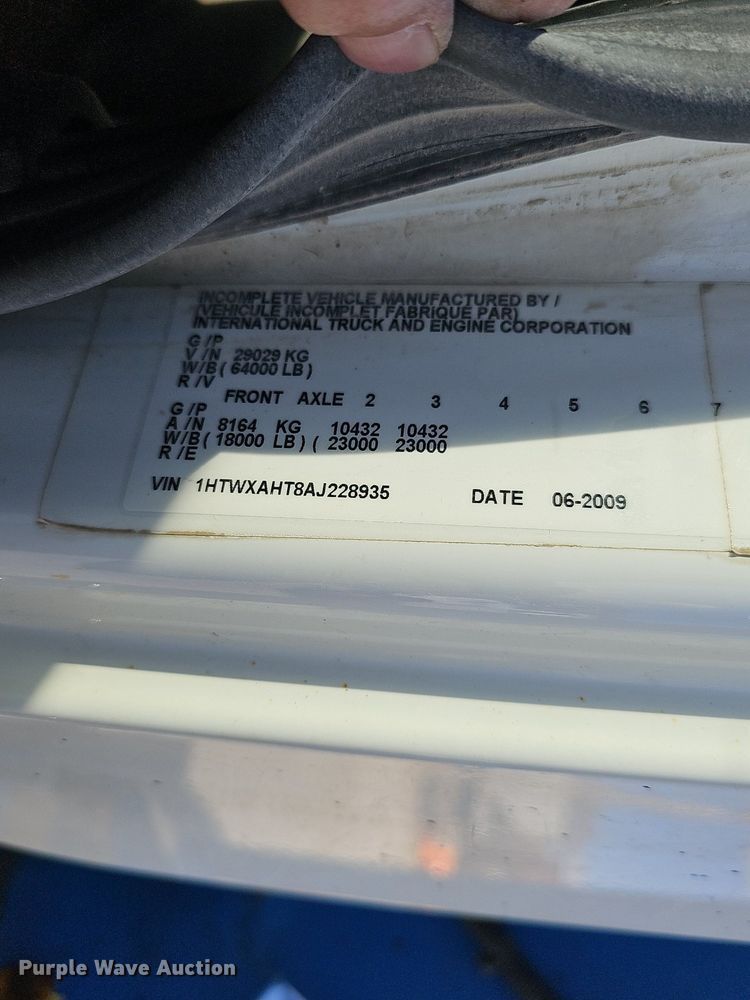 INCOMPLETE VEHICLE MANUFACTURED BY /
(VEHICULE INCOMPLET FABRIQUE PAR)
INTERNATIONAL TRUCK AND ENGINE CORPORATION
G / P
V / N 29029 KG
W/B ( 64000 LB )
R / V
FRONT AXLE 2 3 4 5 6 7
G / P
A / N 8164 KG 10432 10432
W/B ( 18000 LB ) ( 23000 23000
R / E
VIN 1HTWXAHT8AJ228935 DATE 06-2009
Purple Wave Auction